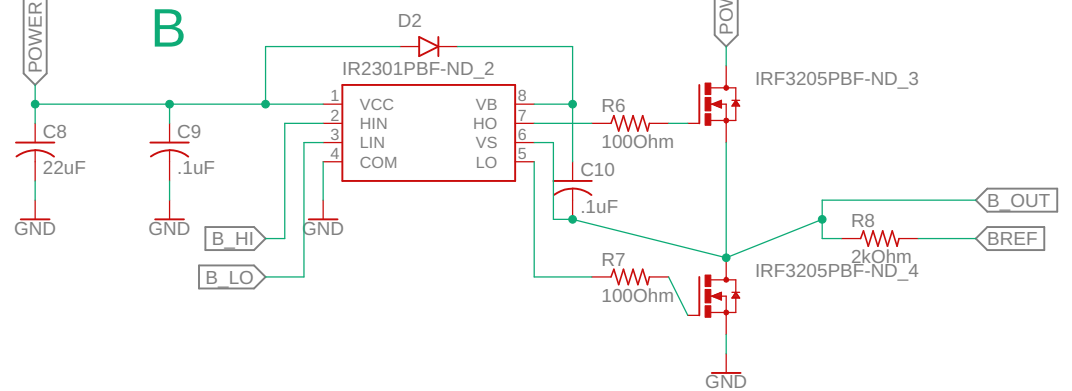 POWER
B
D2
POW
IR2301PBF-ND_2
IRF3205PBF-ND_3
1 VCC VB 8
2 HIN HO 7
3 LIN VS 6
4 COM LO 5
R6
100Ohm
C8
22uF
C9
.1uF
C10
.1uF
GND
GND
GND
B_HI
B_LO
B_OUT
R8
2kOhm
BREF
R7
100Ohm
IRF3205PBF-ND_4
GND